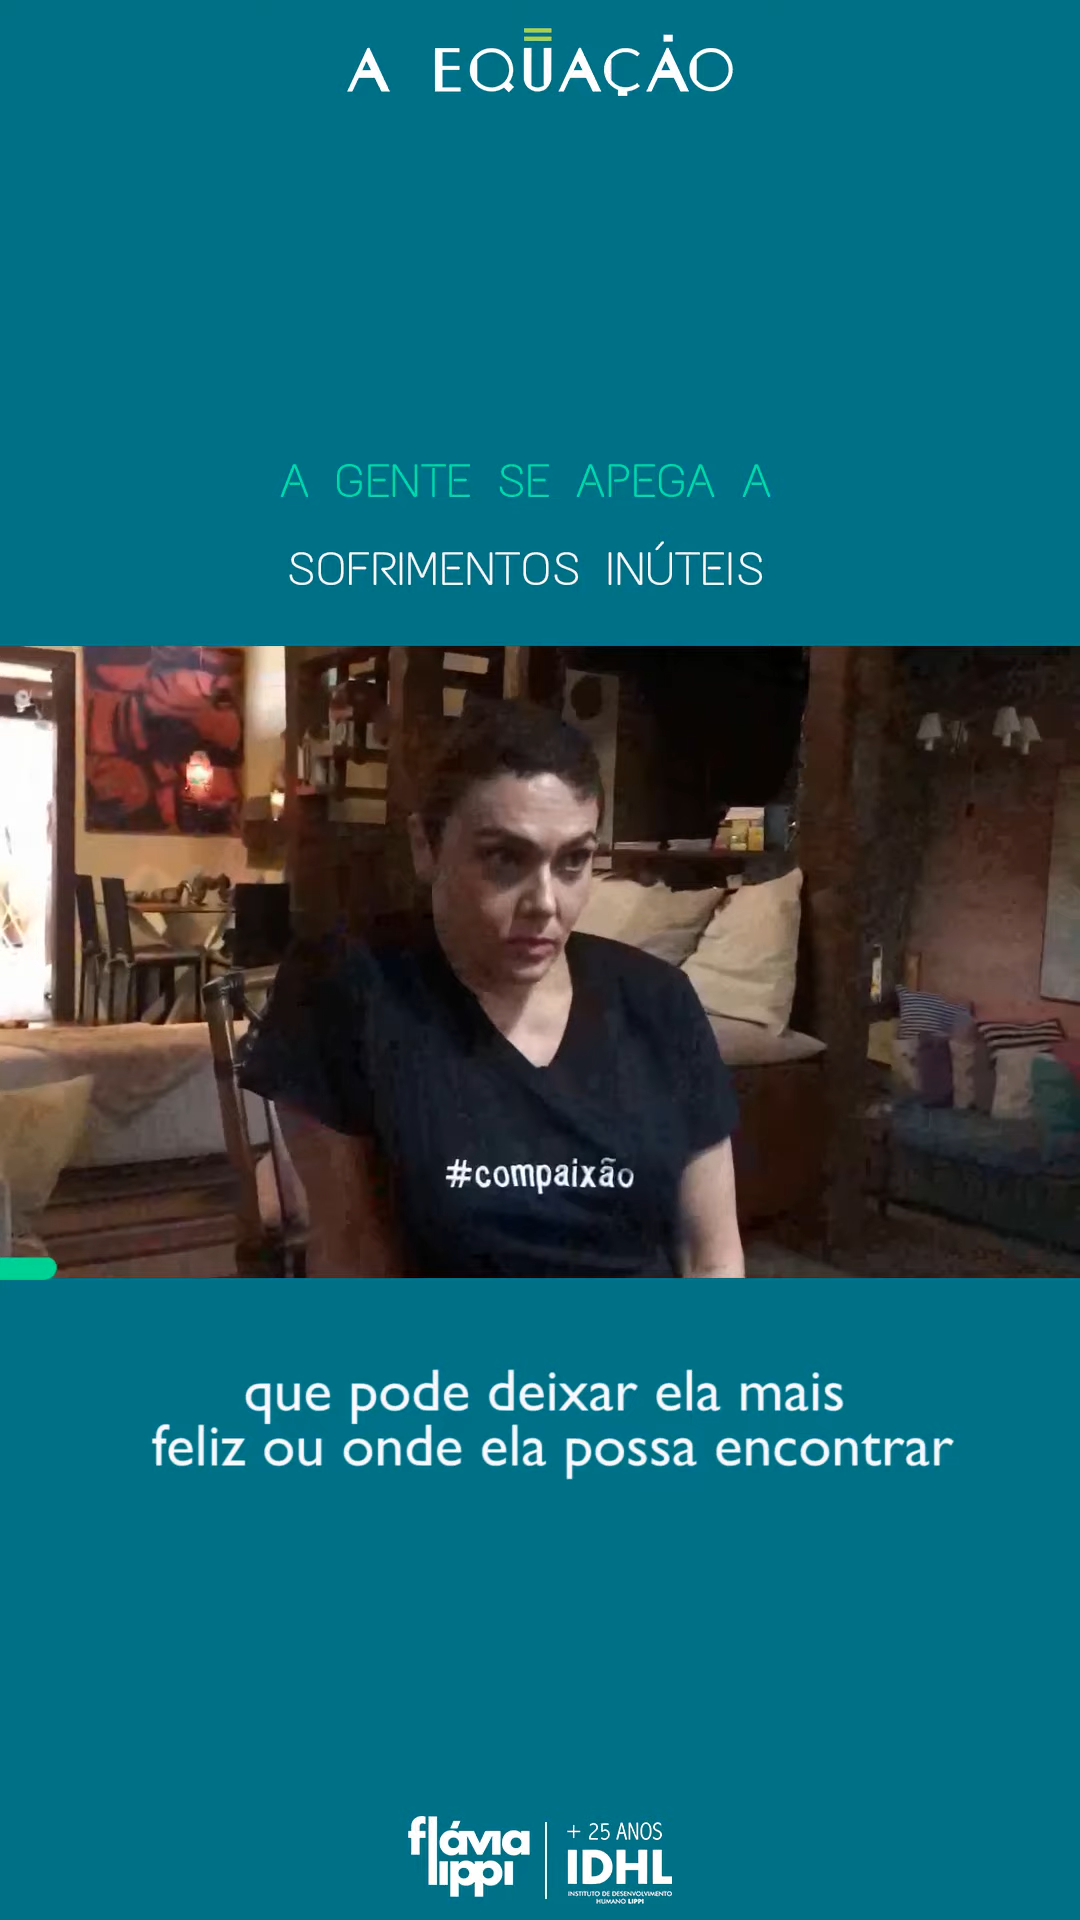 A EQUAÇÃO
A GENTE SE APEGA A
SOFRIMENTOS INÚTEIS
#compaixão
que pode deixar ela mais
feliz ou onde ela possa encontrar
flávia
lippi
+ 25 ANOS
IDHL
INSTITUTO DE DESENVOLVIMENTO
HUMANO LIPPI